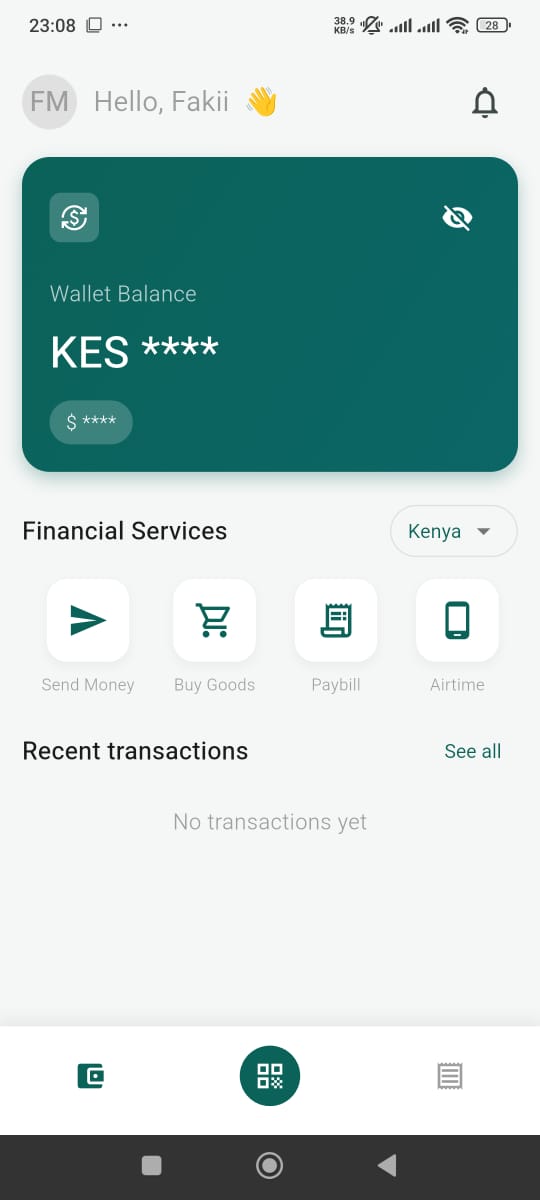 23:08 ... 38.9 KB/s 28
FM Hello, Fakii 👋
Wallet Balance
KES ****
$ ****
Financial Services Kenya
Send Money Buy Goods Paybill Airtime
Recent transactions See all
No transactions yet